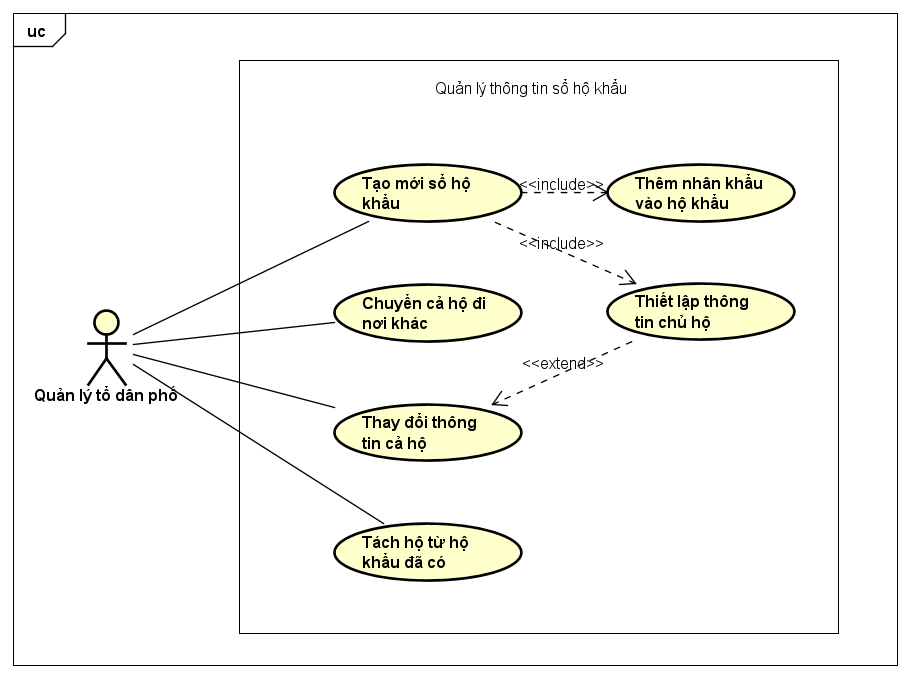 uc
Quản lý thông tin sổ hộ khẩu
Tạo mới sổ hộ
khẩu
<<include>>
Thêm nhân khẩu
vào hộ khẩu
<<include>>
Chuyển cả hộ đi
nơi khác
Thiết lập thông
tin chủ hộ
<<extend>>
Quản lý tổ dân phố
Thay đổi thông
tin cả hộ
Tách hộ từ hộ
khẩu đã có